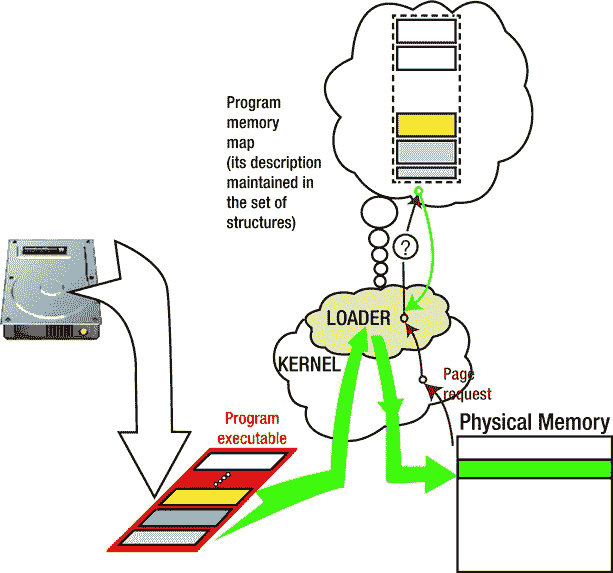 Program
memory
map
(its description
maintained in
the set of
structures)
?
LOADER
KERNEL
Page
request
Program
executable
Physical Memory